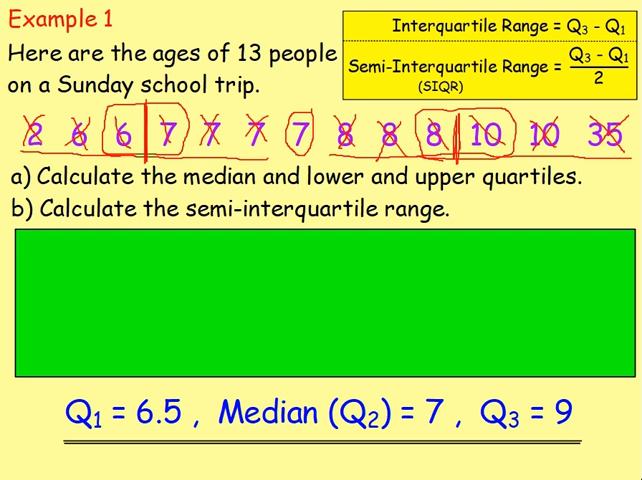 Example 1
Interquartile Range = Q₃ - Q₁
Here are the ages of 13 people
on a Sunday school trip.
Semi-Interquartile Range = Q₃ - Q₁ / 2
(SIQR)
2 6 6 7 7 7 7 8 8 8 10 10 35
a) Calculate the median and lower and upper quartiles.
b) Calculate the semi-interquartile range.
Q₁ = 6.5 , Median (Q₂) = 7 , Q₃ = 9